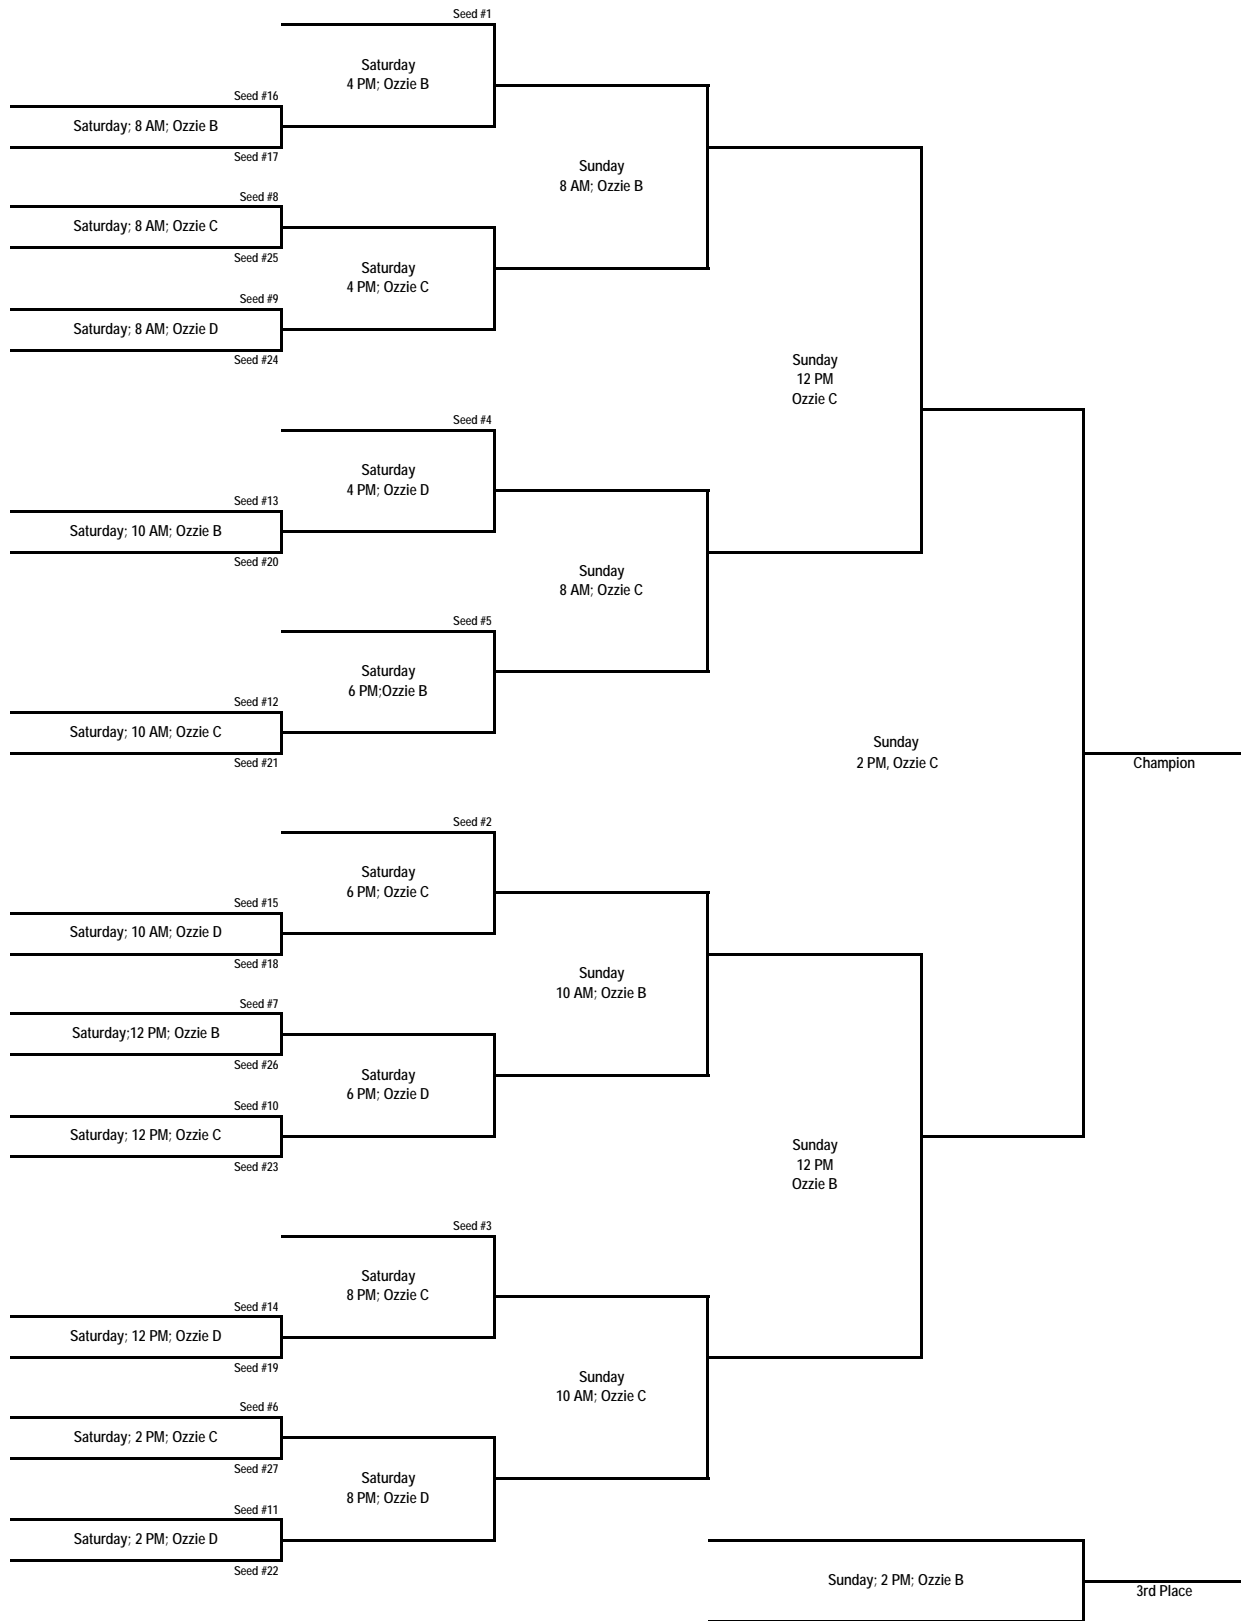 Seed #1
Saturday
4 PM; Ozzie B
Seed #16
Saturday; 8 AM; Ozzie B
Seed #17
Sunday
8 AM; Ozzie B
Seed #8
Saturday; 8 AM; Ozzie C
Seed #25
Saturday
4 PM; Ozzie C
Seed #9
Saturday; 8 AM; Ozzie D
Seed #24
Sunday
12 PM
Ozzie C
Seed #4
Saturday
4 PM; Ozzie D
Seed #13
Saturday; 10 AM; Ozzie B
Seed #20
Sunday
8 AM; Ozzie C
Seed #5
Saturday
6 PM;Ozzie B
Seed #12
Saturday; 10 AM; Ozzie C
Seed #21
Sunday
2 PM, Ozzie C
Champion
Seed #2
Saturday
6 PM; Ozzie C
Seed #15
Saturday; 10 AM; Ozzie D
Seed #18
Sunday
10 AM; Ozzie B
Seed #7
Saturday;12 PM; Ozzie B
Seed #26
Saturday
6 PM; Ozzie D
Seed #10
Saturday; 12 PM; Ozzie C
Seed #23
Sunday
12 PM
Ozzie B
Seed #3
Saturday
8 PM; Ozzie C
Seed #14
Saturday; 12 PM; Ozzie D
Seed #19
Sunday
10 AM; Ozzie C
Seed #6
Saturday; 2 PM; Ozzie C
Seed #27
Saturday
8 PM; Ozzie D
Seed #11
Saturday; 2 PM; Ozzie D
Seed #22
Sunday; 2 PM; Ozzie B
3rd Place